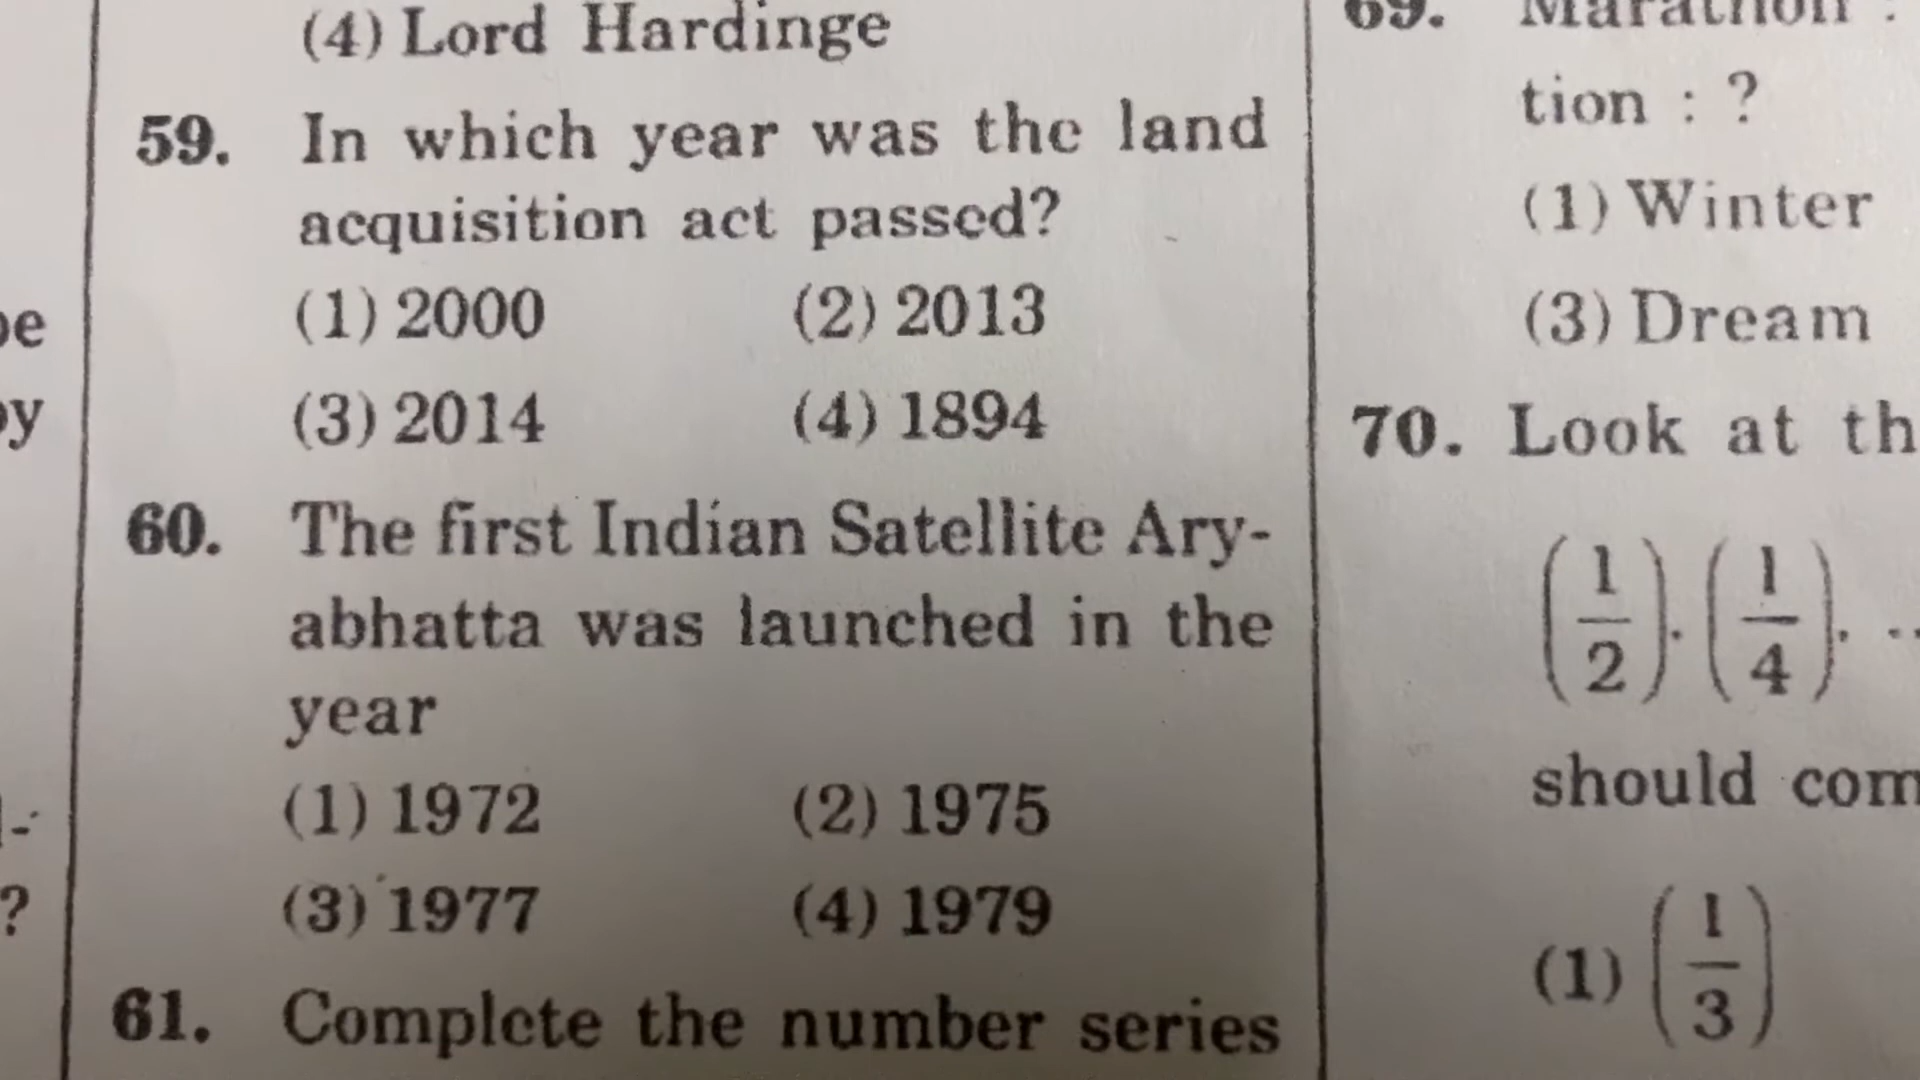 (4) Lord Hardinge
59. In which year was the land
acquisition act passed?
(1) 2000 (2) 2013
(3) 2014 (4) 1894
60. The first Indian Satellite Ary-
abhatta was launched in the
year
(1) 1972 (2) 1975
(3) 1977 (4) 1979
61. Complete the number series
69. Marathon :
tion : ?
(1) Winter
(3) Dream
70. Look at th
(1/2). (1/4). ..
should com
(1) (1/3)